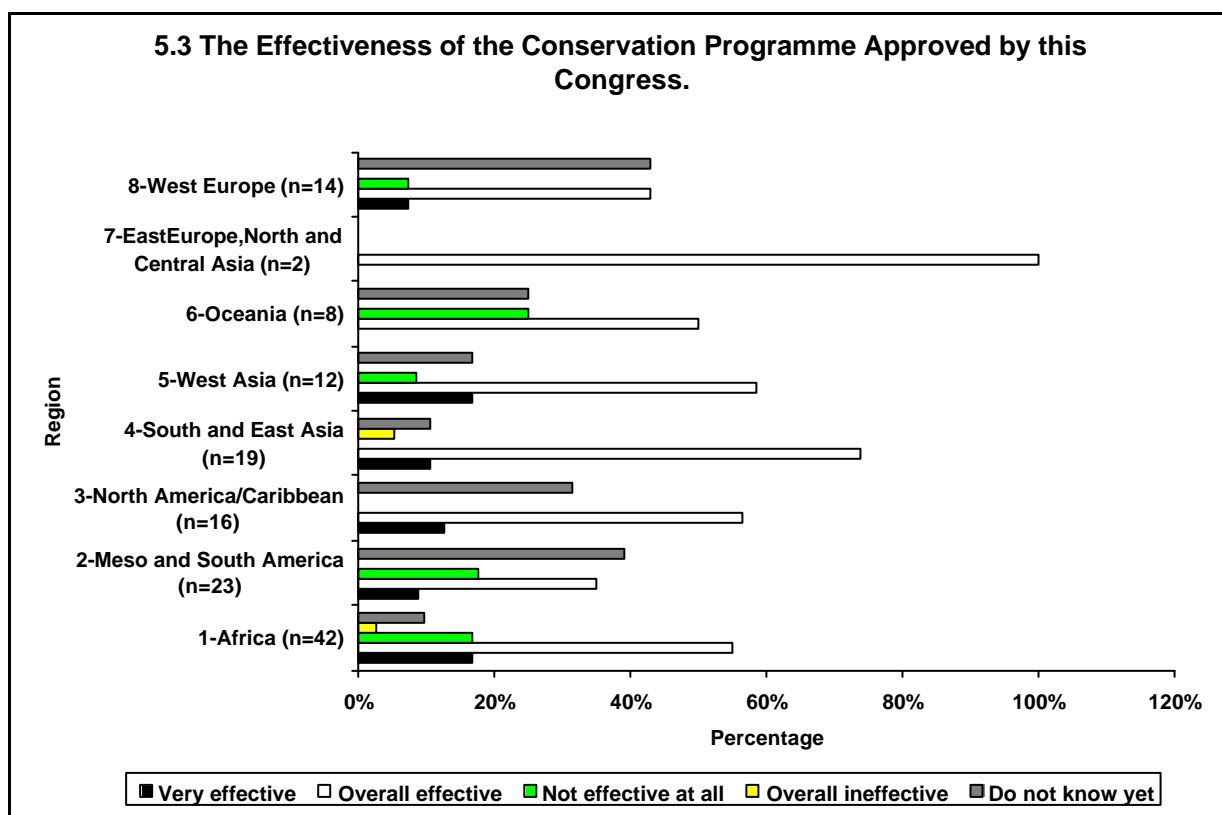 5.3 The Effectiveness of the Conservation Programme Approved by this
Congress.
Region
8-West Europe (n=14)
7-EastEurope,North and
Central Asia (n=2)
6-Oceania (n=8)
5-West Asia (n=12)
4-South and East Asia
(n=19)
3-North America/Caribbean
(n=16)
2-Meso and South America
(n=23)
1-Africa (n=42)
0% 20% 40% 60% 80% 100% 120%
Percentage
Very effective Overall effective Not effective at all Overall ineffective Do not know yet